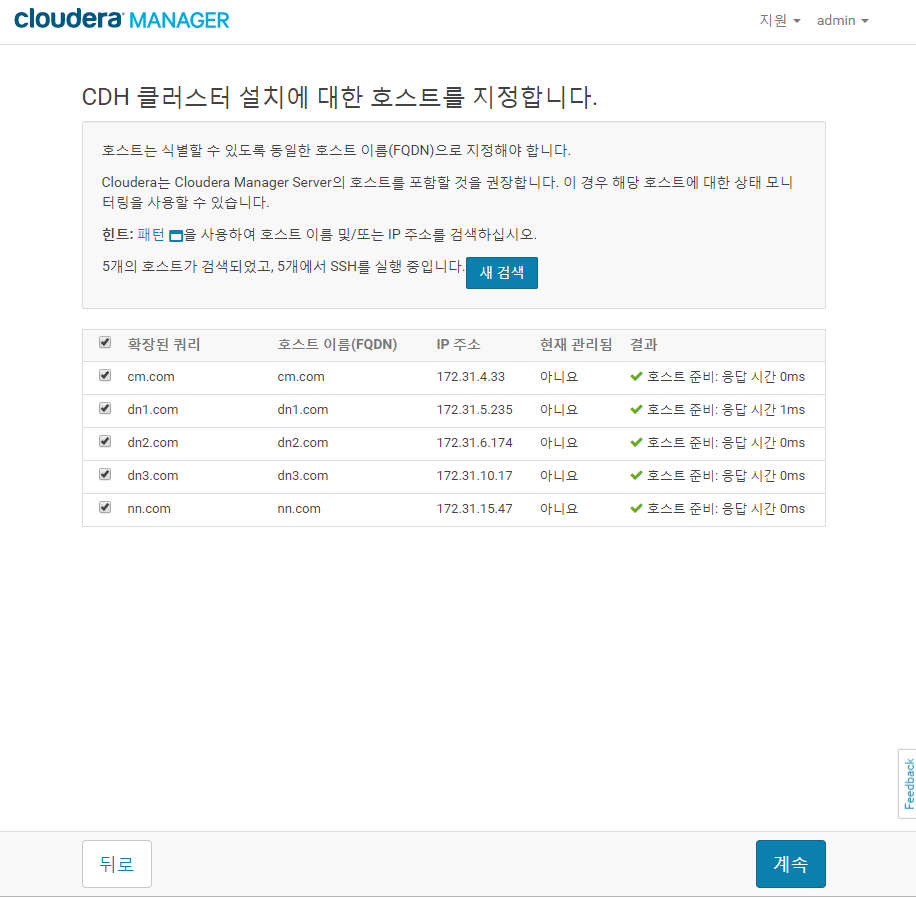 cloudera MANAGER
지원 admin
CDH 클러스터 설치에 대한 호스트를 지정합니다.
호스트는 식별할 수 있도록 동일한 호스트 이름(FQDN)으로 지정해야 합니다.
Cloudera는 Cloudera Manager Server의 호스트를 포함할 것을 권장합니다. 이 경우 해당 호스트에 대한 상태 모니
터링을 사용할 수 있습니다.
힌트: 패턴 을 사용하여 호스트 이름 및/또는 IP 주소를 검색하십시오.
5개의 호스트가 검색되었고, 5개에서 SSH를 실행 중입니다. 새 검색
확장된 쿼리 호스트 이름(FQDN) IP 주소 현재 관리됨 결과
cm.com cm.com 172.31.4.33 아니요 호스트 준비: 응답 시간 0ms
dn1.com dn1.com 172.31.5.235 아니요 호스트 준비: 응답 시간 1ms
dn2.com dn2.com 172.31.6.174 아니요 호스트 준비: 응답 시간 0ms
dn3.com dn3.com 172.31.10.17 아니요 호스트 준비: 응답 시간 0ms
nn.com nn.com 172.31.15.47 아니요 호스트 준비: 응답 시간 0ms
Feedback
뒤로 계속